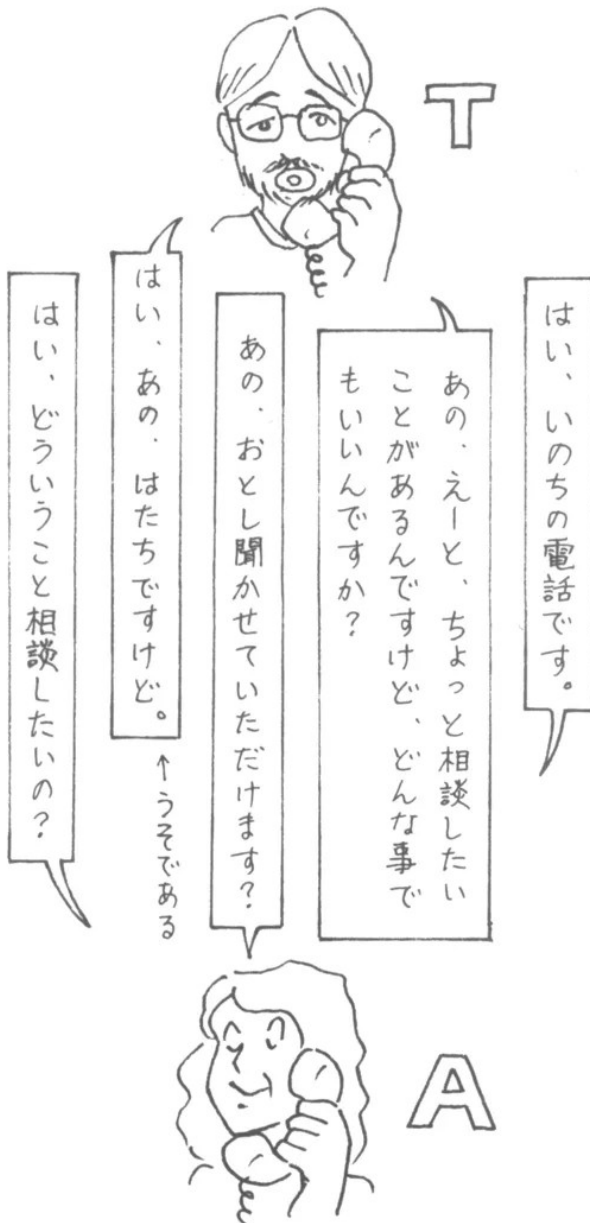 T
はい、いのちの電話です。
あの、えーと、ちょっと相談したい
ことがあるんですけど、どんな事で
もいいんですか？
あの、おとし聞かせていただけます？
はい、あの、はたちですけど。
↑うそである
はい、どういうこと相談したいの？
A